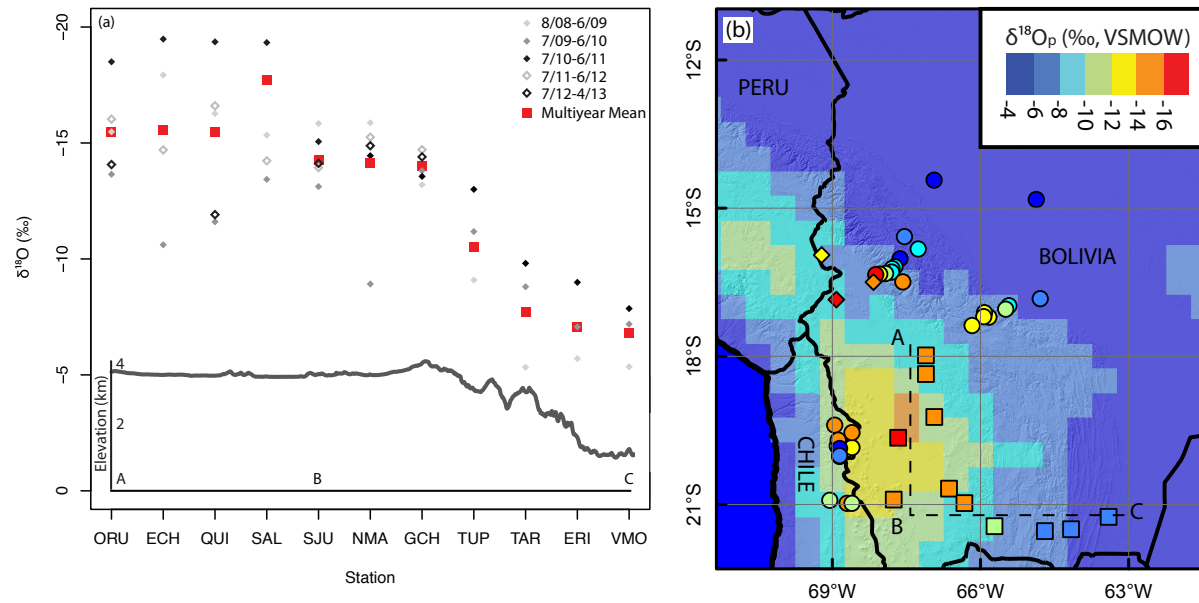 (a)
8/08-6/09
7/09-6/10
7/10-6/11
7/11-6/12
7/12-4/13
Multiyear Mean
δ¹⁸O (‰)
−20
−15
−10
−5
0
Elevation (km)
4
2
A
B
C
ORU ECH QUI SAL SJU NMA GCH TUP TAR ERI VMO
Station
(b)
δ¹⁸Op (‰, VSMOW)
4 -6 -8 -10 -12 -14 -16
12°S
15°S
18°S
21°S
PERU
BOLIVIA
CHILE
A
B
C
69°W 66°W 63°W